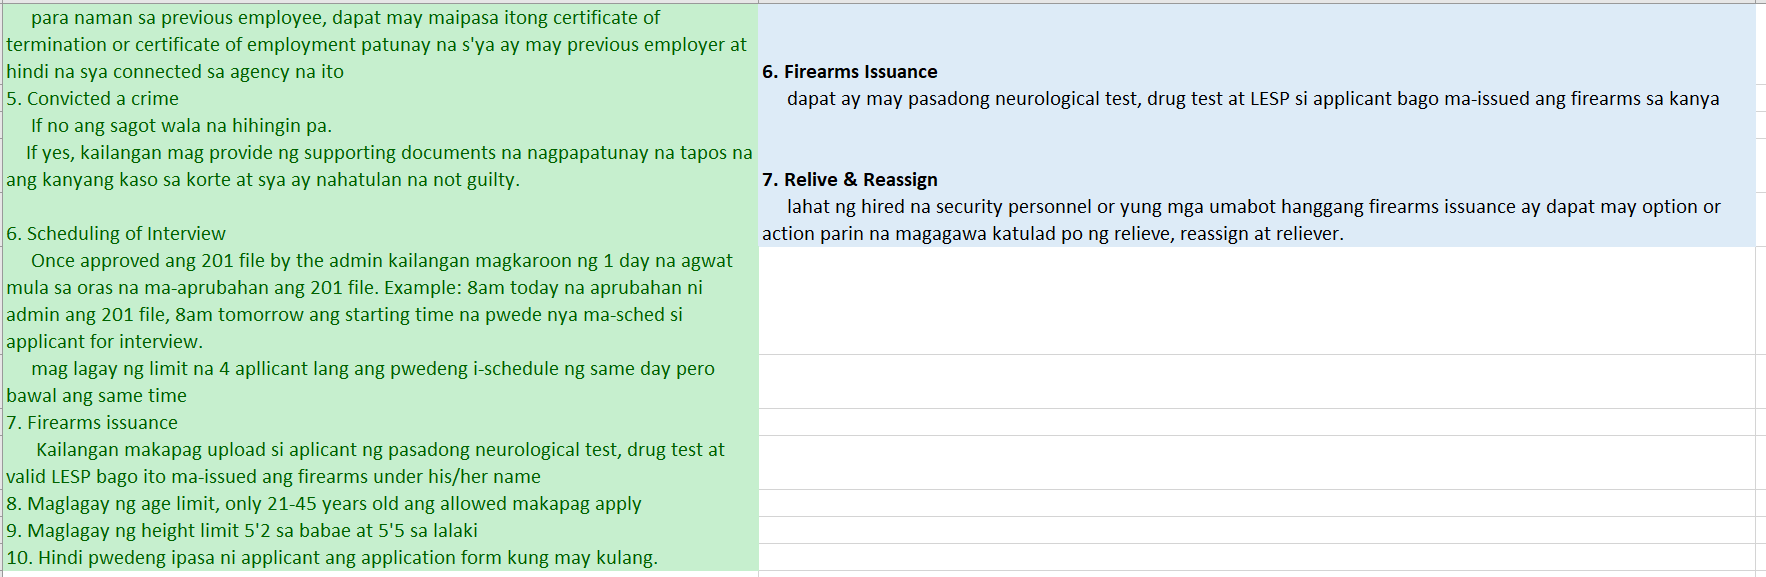 para naman sa previous employee, dapat may maipasa itong certificate of
termination or certificate of employment patunay na s'ya ay may previous employer at
hindi na sya connected sa agency na ito
5. Convicted a crime
If no ang sagot wala na hihingin pa.
If yes, kailangan mag provide ng supporting documents na nagpapatunay na tapos na
ang kanyang kaso sa korte at sya ay nahatulan na not guilty.
6. Scheduling of Interview
Once approved ang 201 file by the admin kailangan magkaroon ng 1 day na agwat
mula sa oras na ma-aprubahan ang 201 file. Example: 8am today na aprubahan ni
admin ang 201 file, 8am tomorrow ang starting time na pwede nya ma-sched si
applicant for interview.
mag lagay ng limit na 4 apllicant lang ang pwedeng i-schedule ng same day pero
bawal ang same time
7. Firearms issuance
Kailangan makapag upload si aplicant ng pasadong neurological test, drug test at
valid LESP bago ito ma-issued ang firearms under his/her name
8. Maglagay ng age limit, only 21-45 years old ang allowed makapag apply
9. Maglagay ng height limit 5'2 sa babae at 5'5 sa lalaki
10. Hindi pwedeng ipasa ni applicant ang application form kung may kulang.
6. Firearms Issuance
dapat ay may pasadong neurological test, drug test at LESP si applicant bago ma-issued ang firearms sa kanya
7. Relive & Reassign
lahat ng hired na security personnel or yung mga umabot hanggang firearms issuance ay dapat may option or
action parin na magagawa katulad po ng relieve, reassign at reliever.